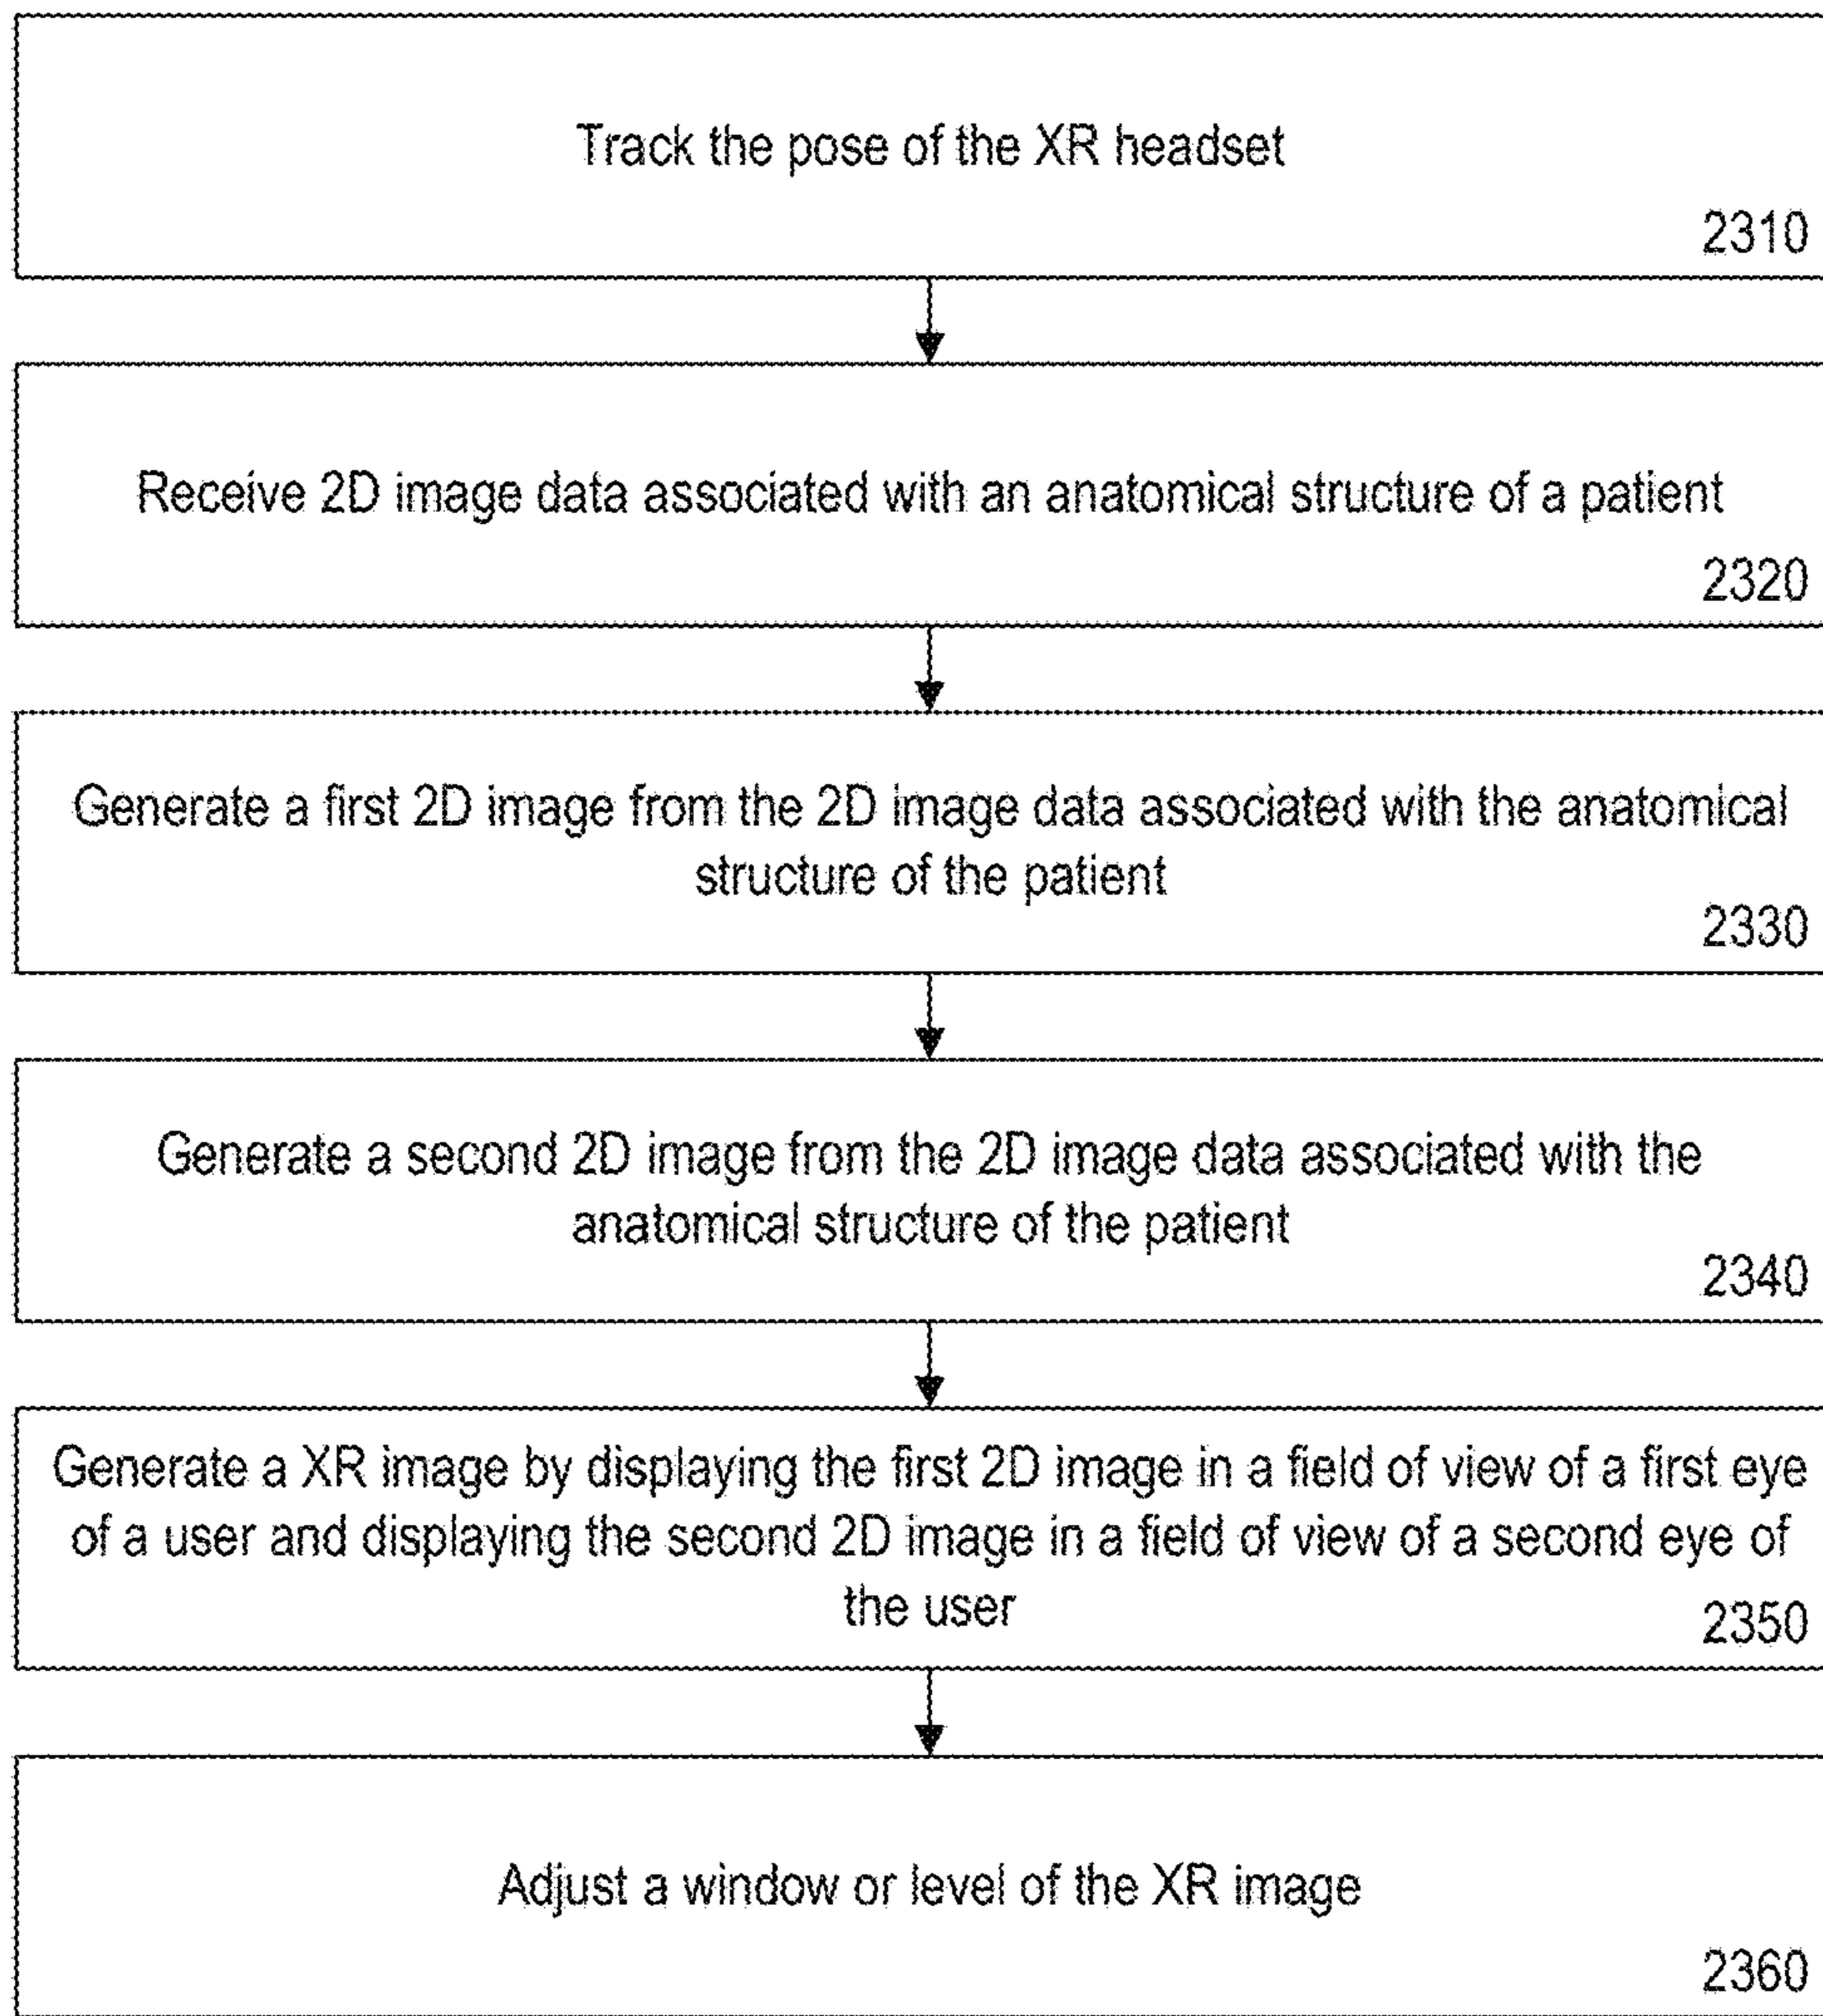 Track the pose of the XR headset
2310
Receive 2D image data associated with an anatomical structure of a patient
2320
Generate a first 2D image from the 2D image data associated with the anatomical
structure of the patient
2330
Generate a second 2D image from the 2D image data associated with the
anatomical structure of the patient
2340
Generate a XR image by displaying the first 2D image in a field of view of a first eye
of a user and displaying the second 2D image in a field of view of a second eye of
the user
2350
Adjust a window or level of the XR image
2360